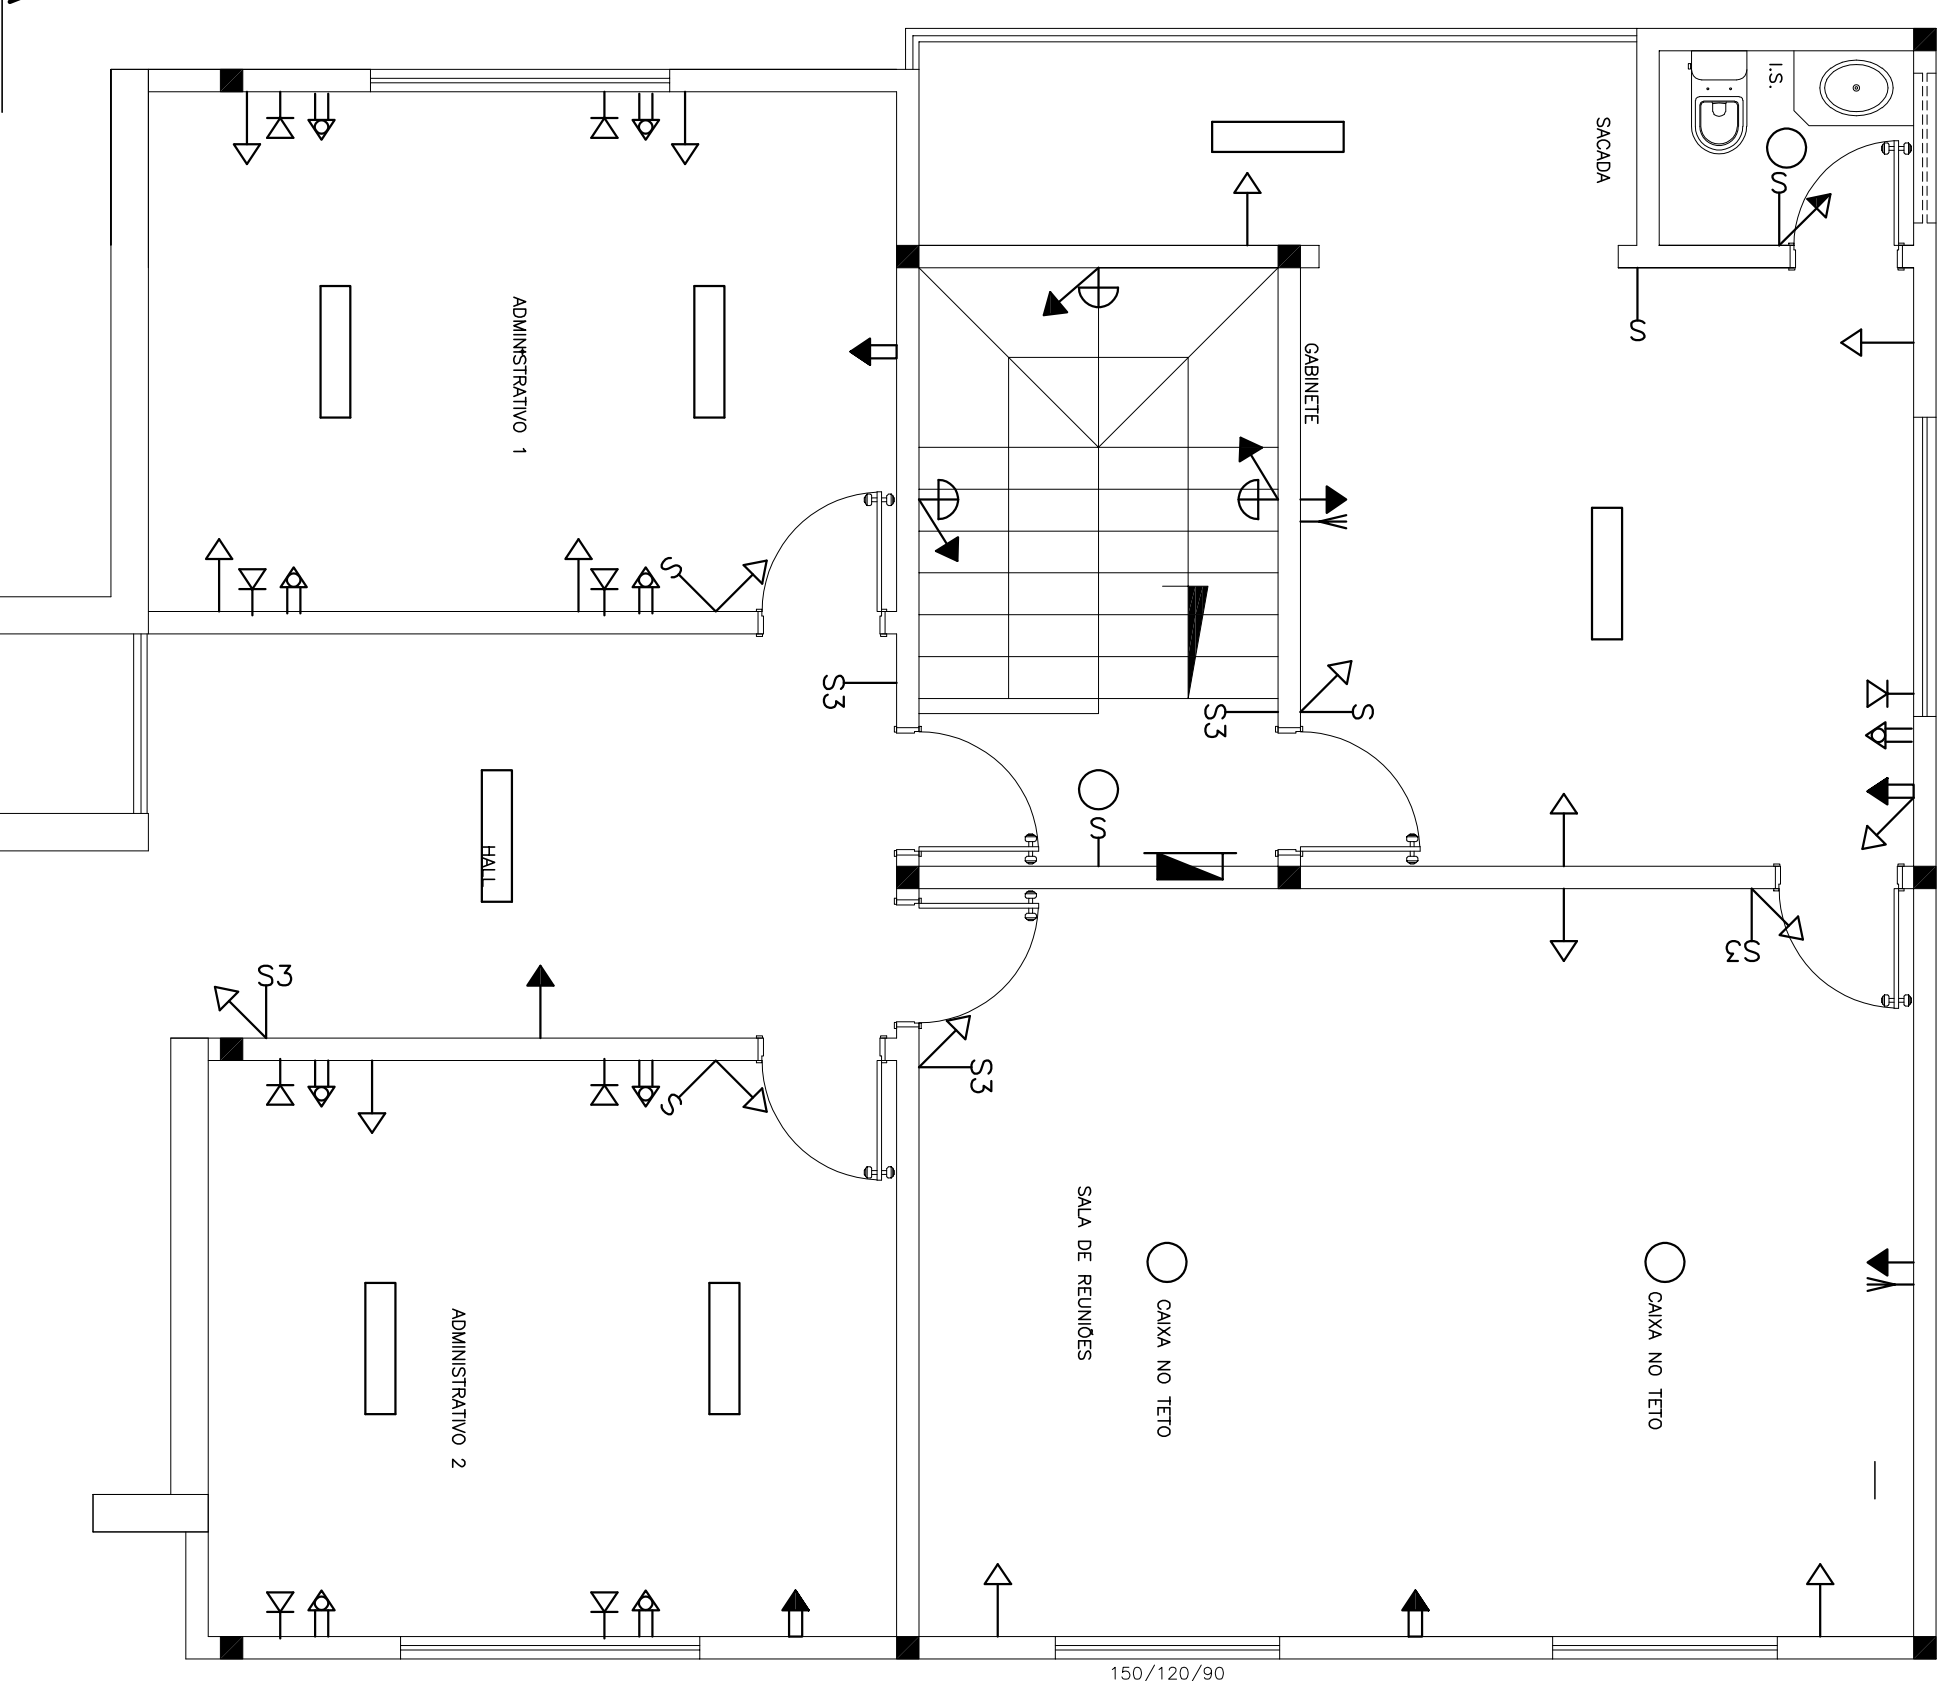 I.S.
S
SACADA
S
ADMINISTRATIVO 1
GABINETE
S
S3
S3
S
S
HALL
S3
S3
S3
S
SALA DE REUNIÕES
CAIXA NO TETO
CAIXA NO TETO
ADMINISTRATIVO 2
150/120/90